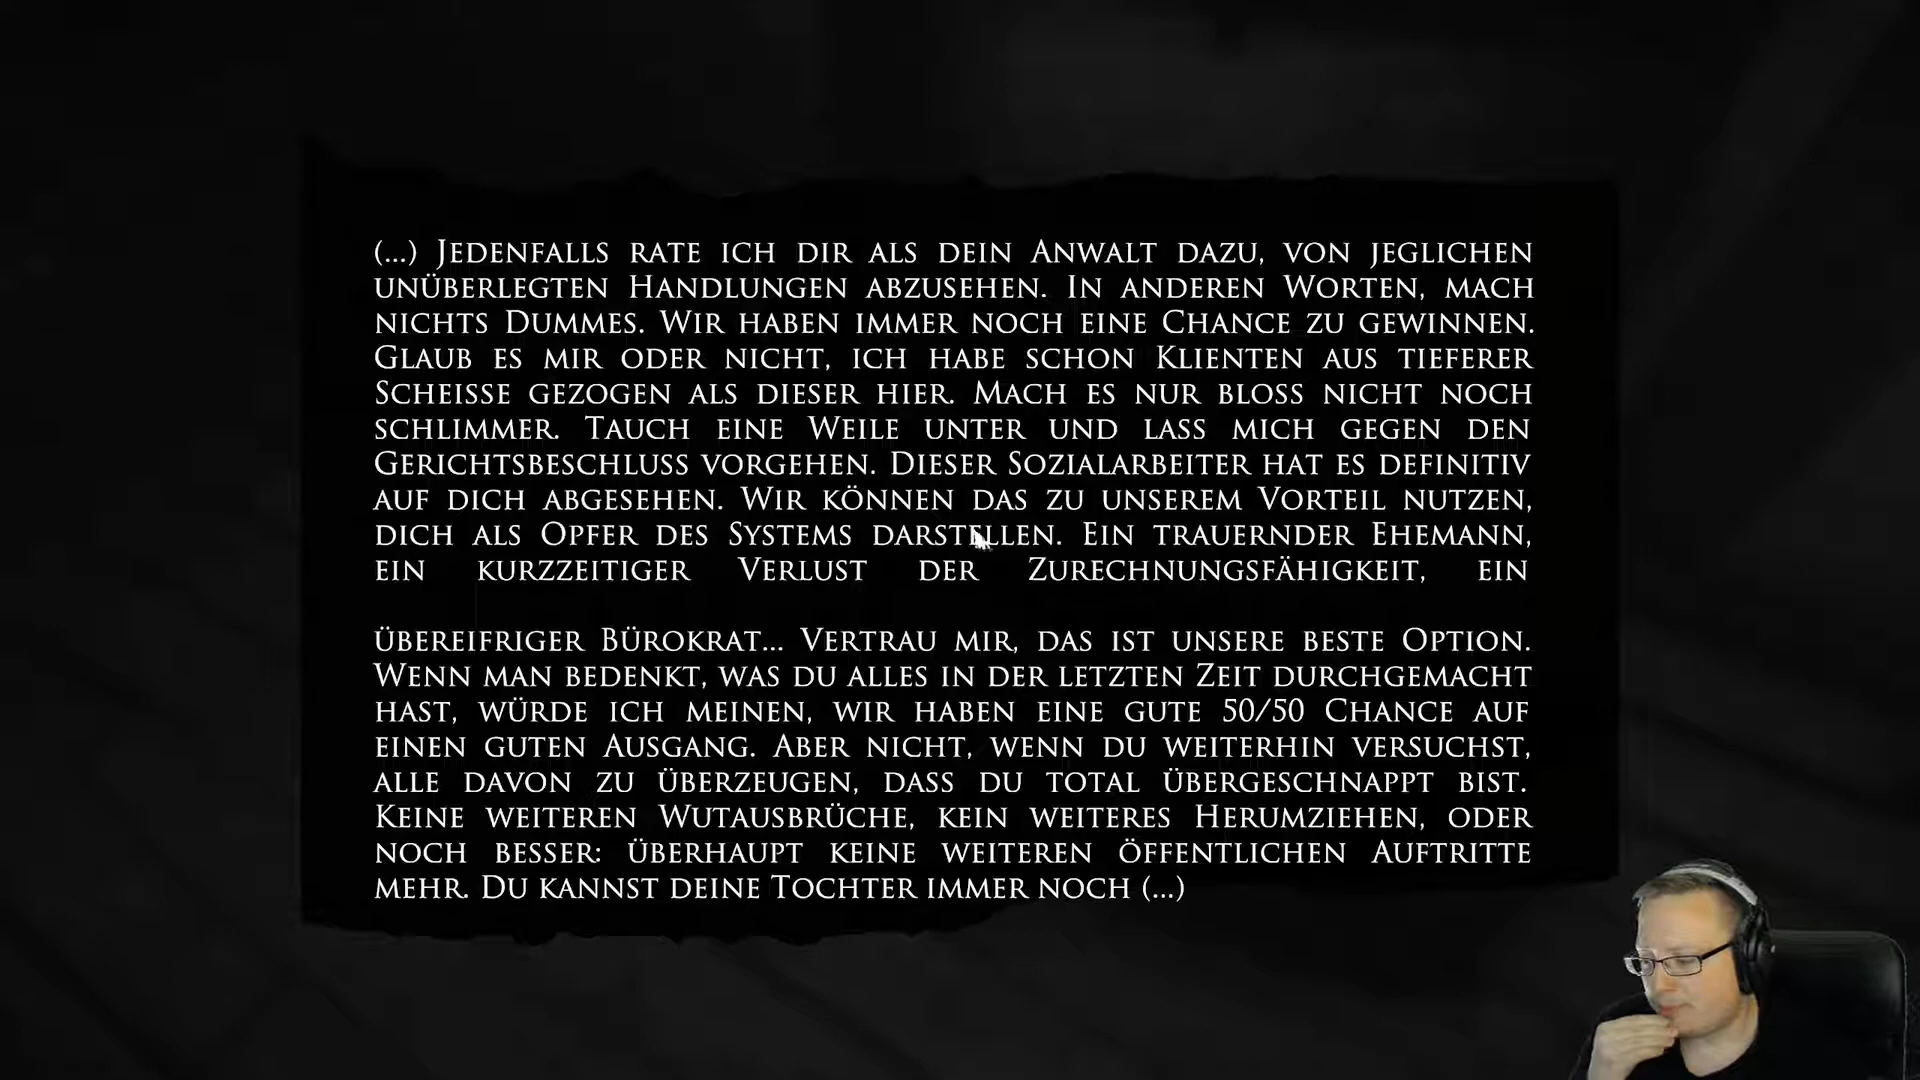 (...) Jedenfalls rate ich dir als dein Anwalt dazu, von jeglichen
unüberlegten Handlungen abzusehen. In anderen Worten, mach
nichts Dummes. Wir haben immer noch eine Chance zu gewinnen.
Glaub es mir oder nicht, ich habe schon Klienten aus tieferer
Scheisse gezogen als dieser hier. Mach es nur bloss nicht noch
schlimmer. Tauch eine Weile unter und lass mich gegen den
Gerichtsbeschluss vorgehen. Dieser Sozialarbeiter hat es definitiv
auf dich abgesehen. Wir können das zu unserem Vorteil nutzen,
dich als Opfer des Systems darstellen. Ein trauernder Ehemann,
ein kurzzeitiger Verlust der Zurechnungsfähigkeit, ein
übereifriger Bürokrat... Vertrau mir, das ist unsere beste Option.
Wenn man bedenkt, was du alles in der letzten Zeit durchgemacht
hast, würde ich meinen, wir haben eine gute 50/50 Chance auf
einen guten Ausgang. Aber nicht, wenn du weiterhin versuchst,
alle davon zu überzeugen, dass du total übergeschnappt bist.
Keine weiteren Wutausbrüche, kein weiteres Herumziehen, oder
noch besser: überhaupt keine weiteren öffentlichen Auftritte
mehr. Du kannst deine Tochter immer noch (...)